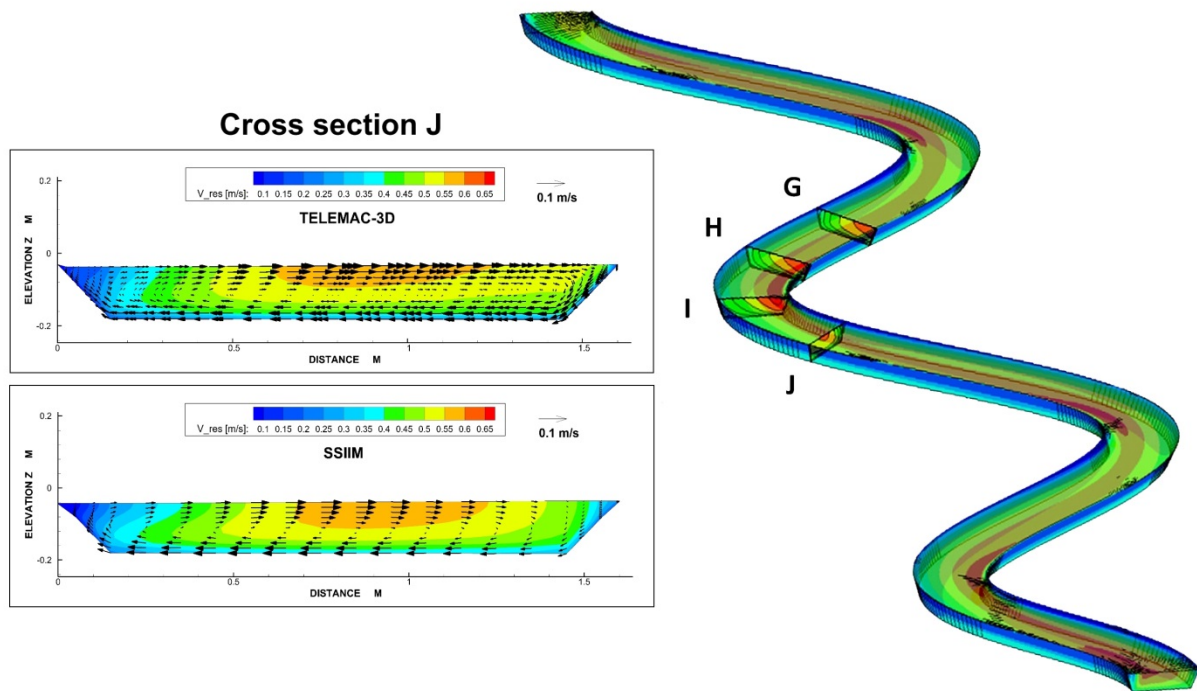 Cross section J
0.2
V_res [m/s]: 0.1 0.15 0.2 0.25 0.3 0.35 0.4 0.45 0.5 0.55 0.6 0.65
0.1 m/s
TELEMAC-3D
ELEVATION Z M
0
-0.2
0 0.5 1 1.5
DISTANCE M
0.2
V_res [m/s]: 0.1 0.15 0.2 0.25 0.3 0.35 0.4 0.45 0.5 0.55 0.6 0.65
0.1 m/s
SSIIM
ELEVATION Z M
0
-0.2
0 0.5 1 1.5
DISTANCE M
G
H
I
J